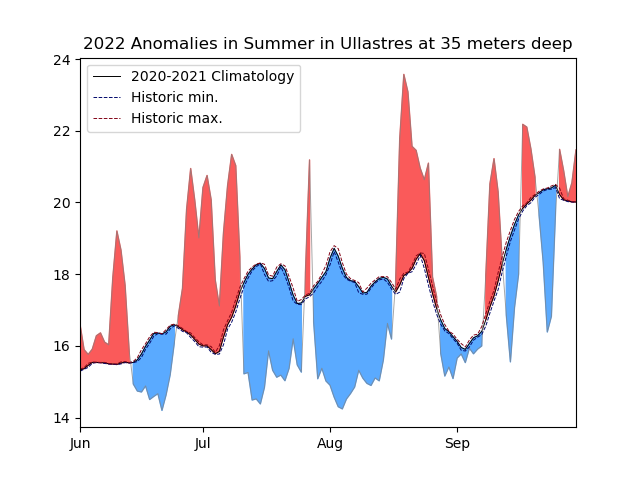 2022 Anomalies in Summer in Ullastres at 35 meters deep
2020-2021 Climatology
Historic min.
Historic max.
24
22
20
18
16
14
Jun Jul Aug Sep